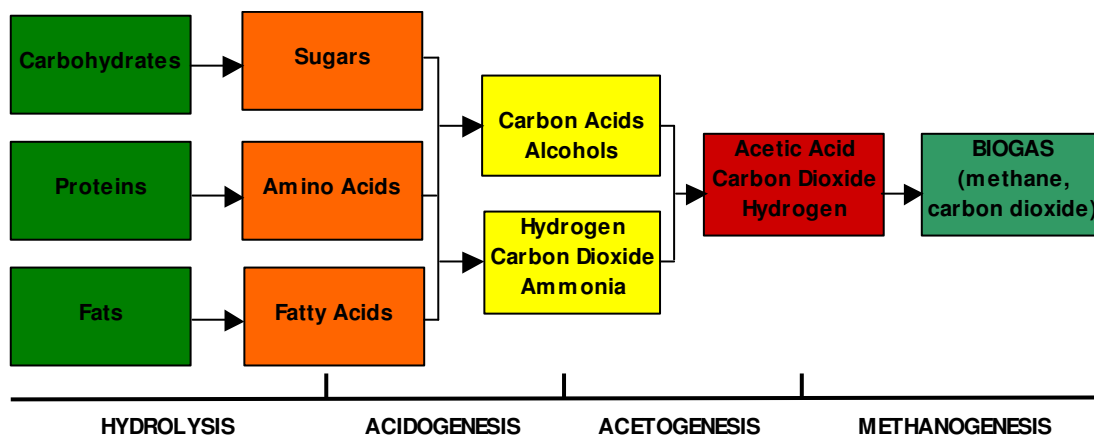 Carbohydrates
Sugars
Proteins
Amino Acids
Fats
Fatty Acids
Carbon Acids
Alcohols
Hydrogen
Carbon Dioxide
Ammonia
Acetic Acid
Carbon Dioxide
Hydrogen
BIOGAS
(methane,
carbon dioxide)
HYDROLYSIS
ACIDOGENESIS
ACETOGENESIS
METHANOGENESIS